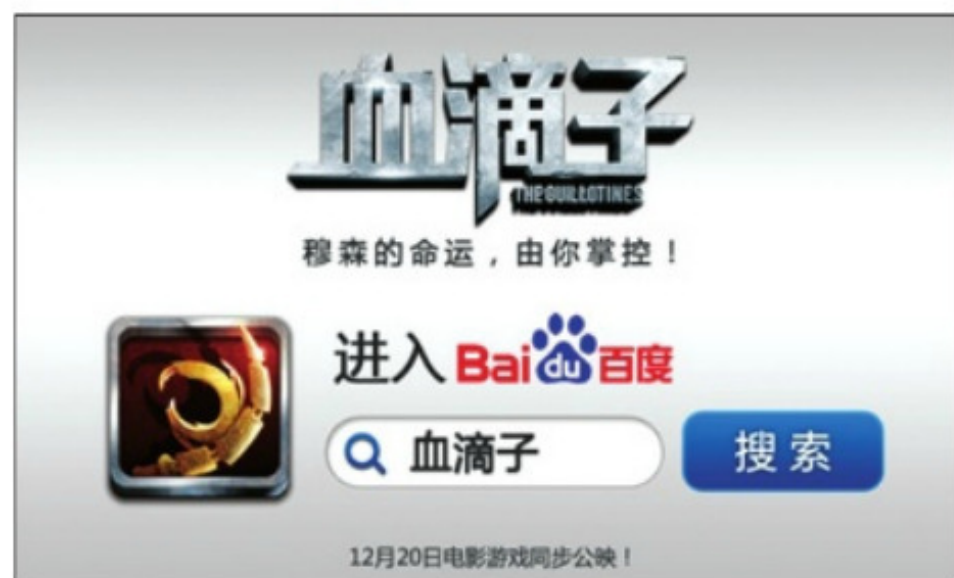 血滴子
THE GUILLOTINES
穆森的命运，由你掌控！
进入 Bai du 百度
血滴子 搜索
12月20日电影游戏同步公映！